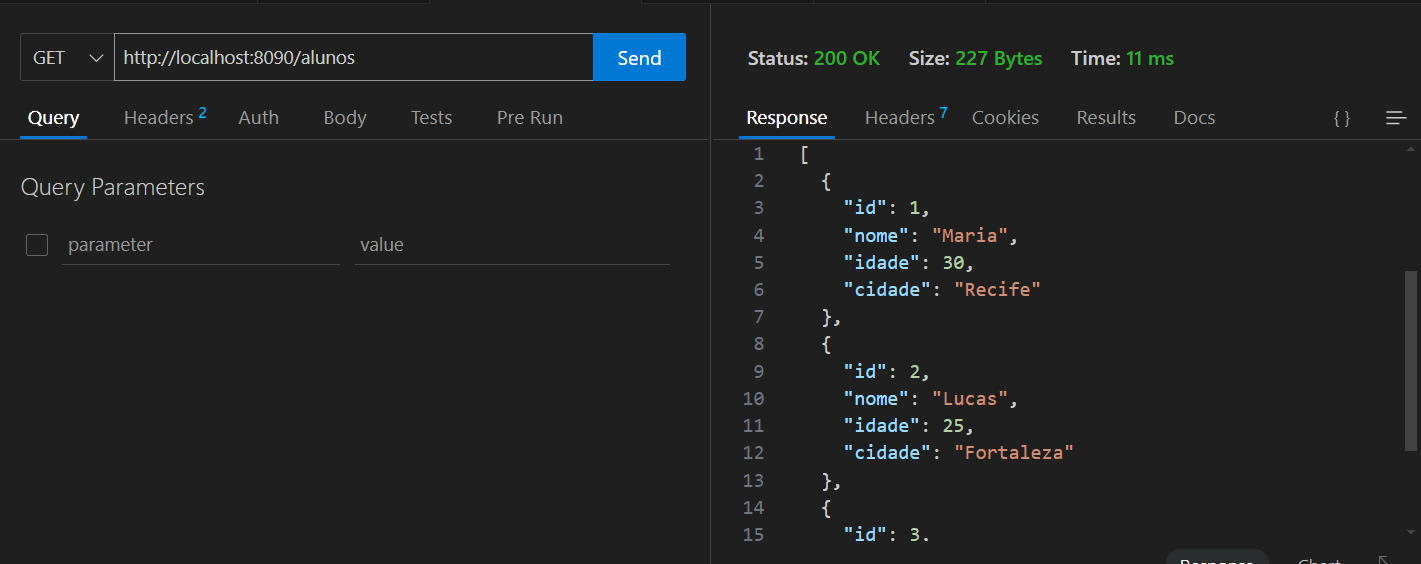 GET http://localhost:8090/alunos Send
Query Headers 2 Auth Body Tests Pre Run
Query Parameters
parameter value
Status: 200 OK Size: 227 Bytes Time: 11 ms
Response Headers 7 Cookies Results Docs { }
1 [
2 {
3 "id": 1,
4 "nome": "Maria",
5 "idade": 30,
6 "cidade": "Recife"
7 },
8 {
9 "id": 2,
10 "nome": "Lucas",
11 "idade": 25,
12 "cidade": "Fortaleza"
13 },
14 {
15 "id": 3,
Response Chart